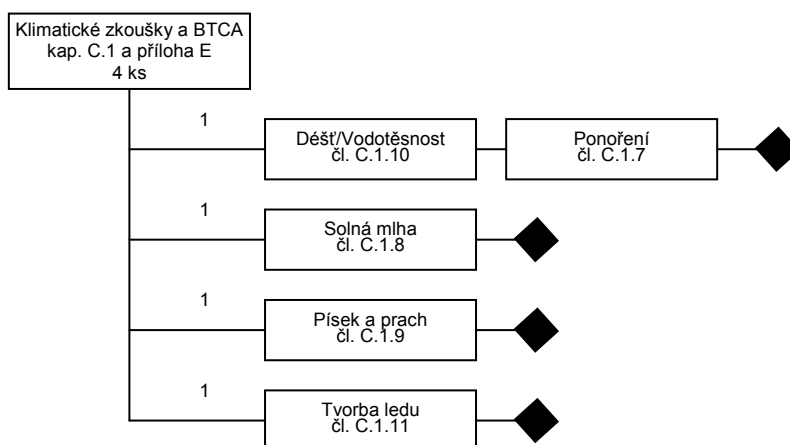 Klimatické zkoušky a BTCA
kap. C.1 a příloha E
4 ks
1
Déšť/Vodotěsnost
čl. C.1.10
Ponoření
čl. C.1.7
1
Solná mlha
čl. C.1.8
1
Písek a prach
čl. C.1.9
1
Tvorba ledu
čl. C.1.11